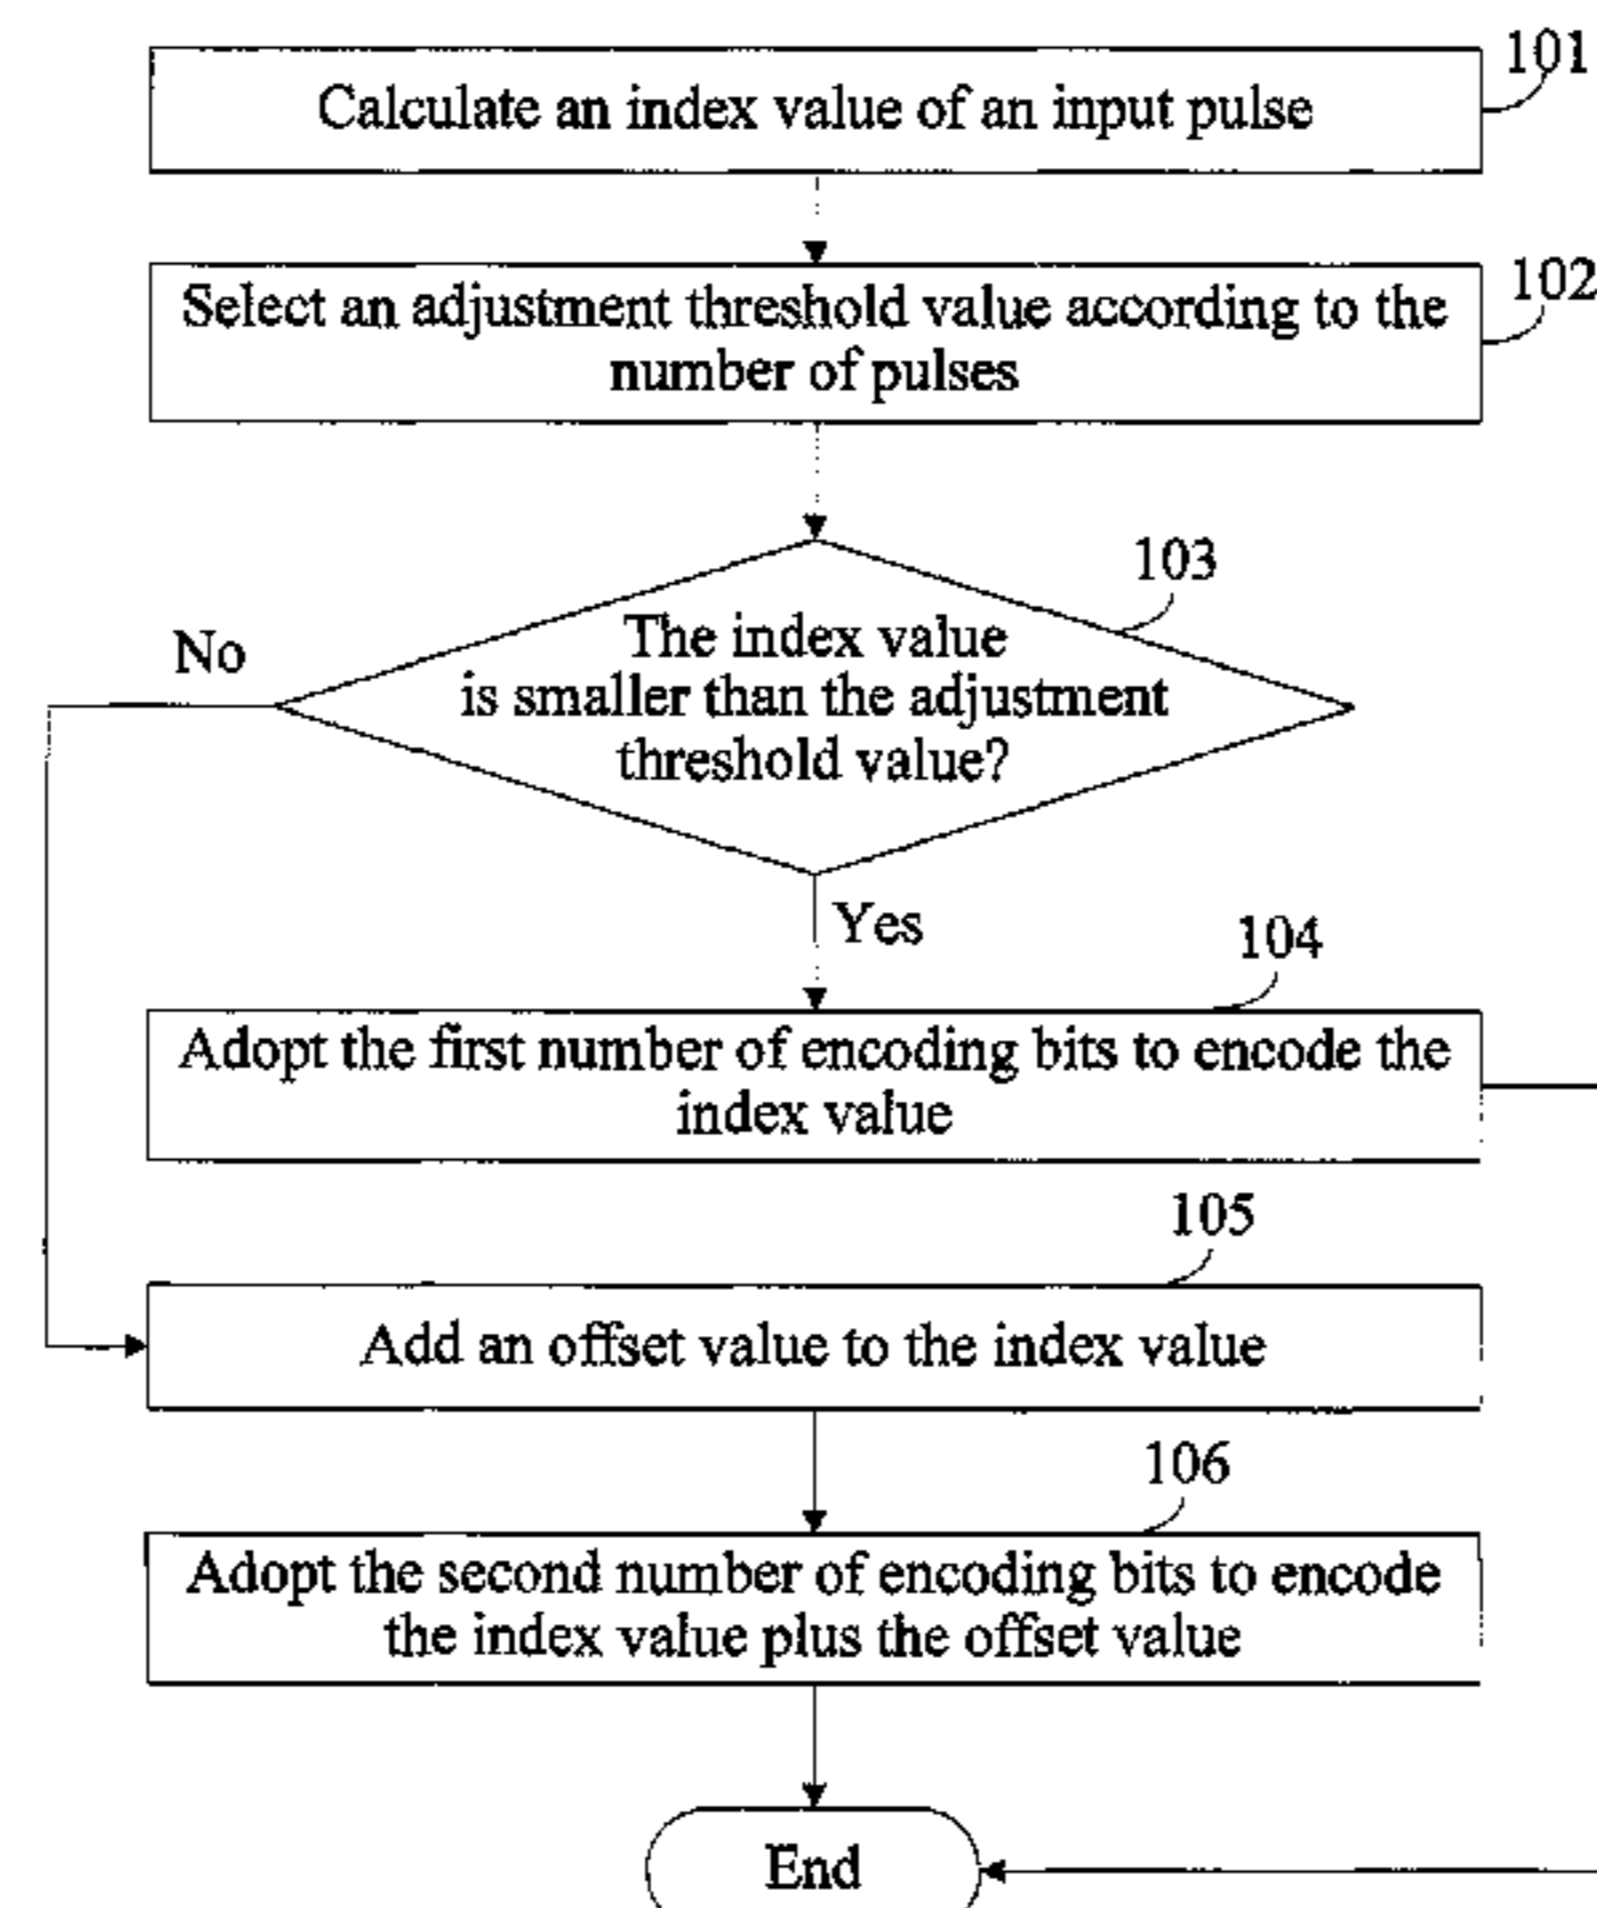 101
Calculate an index value of an input pulse
102
Select an adjustment threshold value according to the
number of pulses
103
No
The index value
is smaller than the adjustment
threshold value?
Yes
104
Adopt the first number of encoding bits to encode the
index value
105
Add an offset value to the index value
106
Adopt the second number of encoding bits to encode
the index value plus the offset value
End